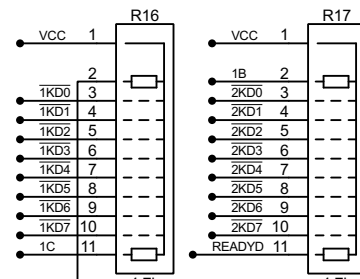 R16
VCC 1
2
1KD0 3
1KD1 4
1KD2 5
1KD3 6
1KD4 7
1KD5 8
1KD6 9
1KD7 10
1C 11
R17
VCC 1
1B 2
2KD0 3
2KD1 4
2KD2 5
2KD3 6
2KD4 7
2KD5 8
2KD6 9
2KD7 10
READYD 11